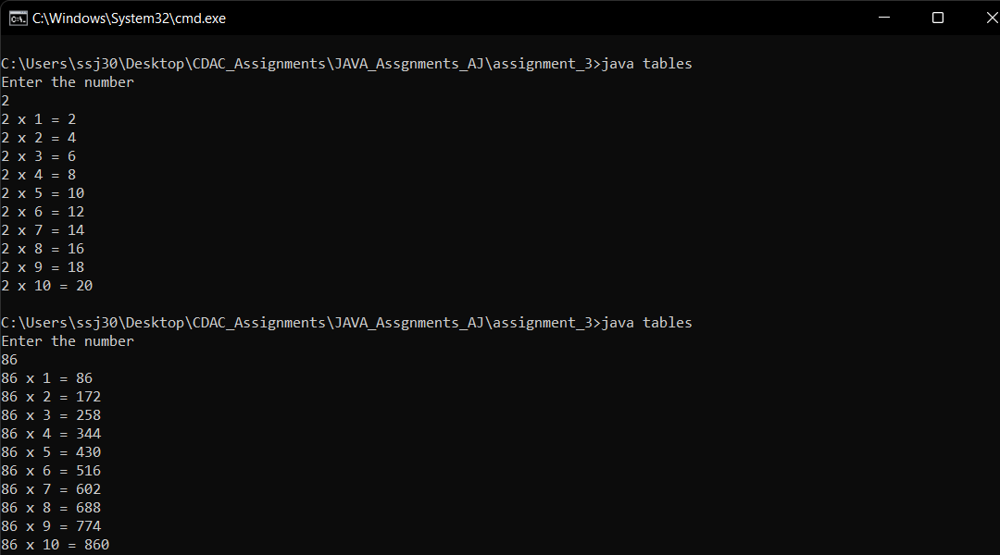 C:\Windows\System32\cmd.exe
C:\Users\ssj30\Desktop\CDAC_Assignments\JAVA_Assgnments_AJ\assignment_3>java tables
Enter the number
2
2 x 1 = 2
2 x 2 = 4
2 x 3 = 6
2 x 4 = 8
2 x 5 = 10
2 x 6 = 12
2 x 7 = 14
2 x 8 = 16
2 x 9 = 18
2 x 10 = 20
C:\Users\ssj30\Desktop\CDAC_Assignments\JAVA_Assgnments_AJ\assignment_3>java tables
Enter the number
86
86 x 1 = 86
86 x 2 = 172
86 x 3 = 258
86 x 4 = 344
86 x 5 = 430
86 x 6 = 516
86 x 7 = 602
86 x 8 = 688
86 x 9 = 774
86 x 10 = 860